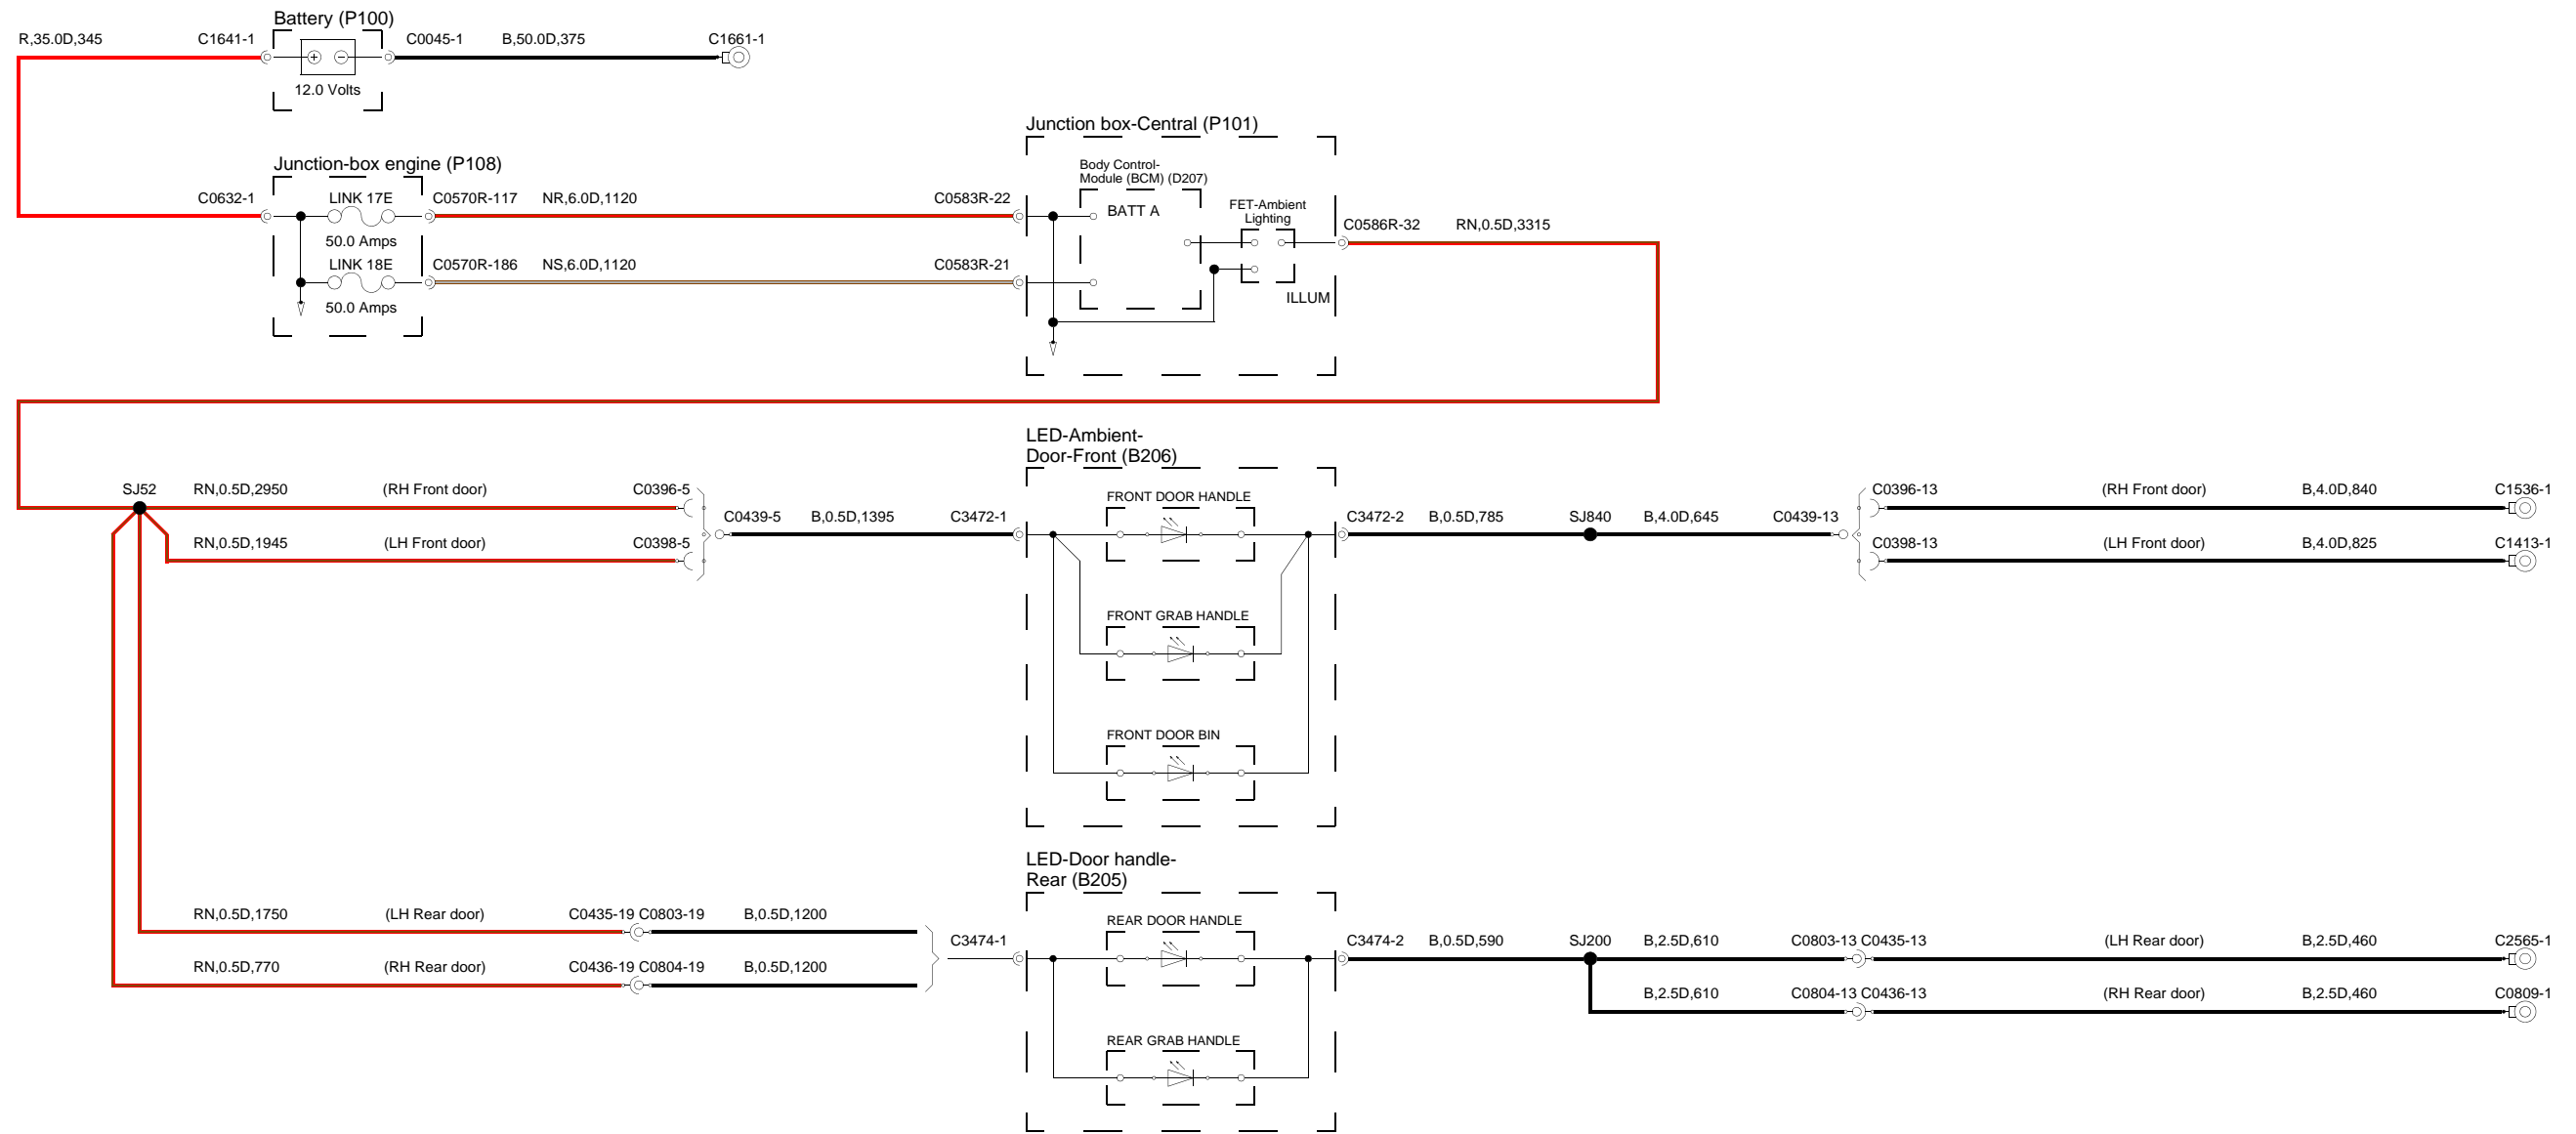 Battery (P100)
R,35.0D,345
C1641-1
C0045-1
B,50.0D,375
C1661-1
12.0 Volts
Junction box-Central (P101)
Junction-box engine (P108)
Body Control-
Module (BCM) (D207)
C0632-1
LINK 17E
C0570R-117
NR,6.0D,1120
C0583R-22
BATT A
FET-Ambient
Lighting
C0586R-32
RN,0.5D,3315
50.0 Amps
LINK 18E
C0570R-186
NS,6.0D,1120
C0583R-21
50.0 Amps
ILLUM
LED-Ambient-
Door-Front (B206)
SJ52
RN,0.5D,2950
(RH Front door)
C0396-5
FRONT DOOR HANDLE
C0396-13
(RH Front door)
B,4.0D,840
C1536-1
C0439-5
B,0.5D,1395
C3472-1
C3472-2
B,0.5D,785
SJ840
B,4.0D,645
C0439-13
RN,0.5D,1945
(LH Front door)
C0398-5
C0398-13
(LH Front door)
B,4.0D,825
C1413-1
FRONT GRAB HANDLE
FRONT DOOR BIN
LED-Door handle-
Rear (B205)
RN,0.5D,1750
(LH Rear door)
C0435-19 C0803-19
B,0.5D,1200
REAR DOOR HANDLE
C3474-1
C3474-2
B,0.5D,590
SJ200
B,2.5D,610
C0803-13 C0435-13
(LH Rear door)
B,2.5D,460
C2565-1
RN,0.5D,770
(RH Rear door)
C0436-19 C0804-19
B,0.5D,1200
B,2.5D,610
C0804-13 C0436-13
(RH Rear door)
B,2.5D,460
C0809-1
REAR GRAB HANDLE